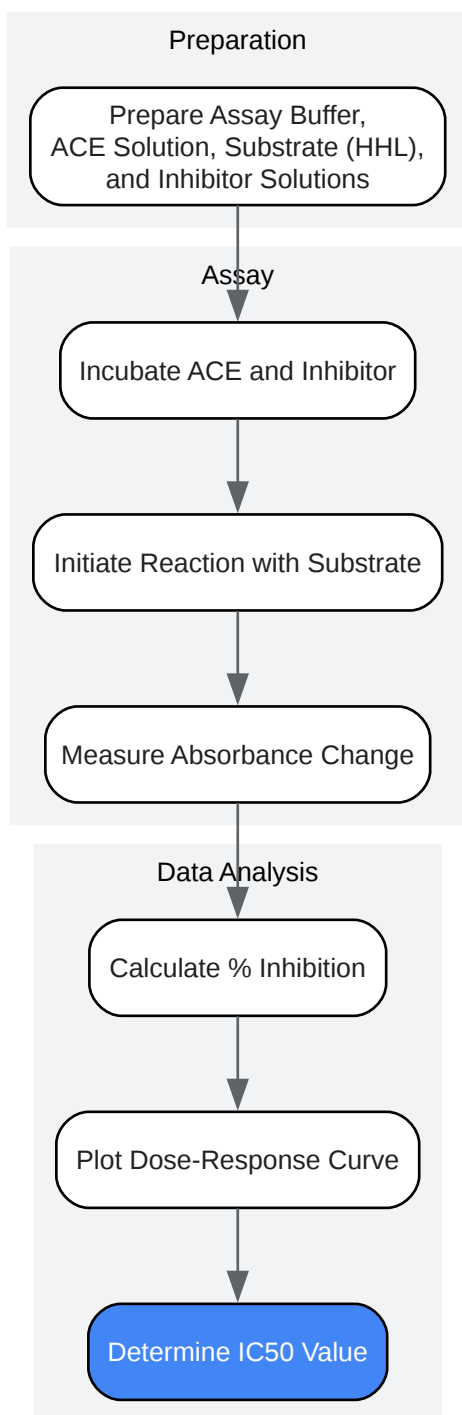 Preparation
Prepare Assay Buffer,
ACE Solution, Substrate (HHL),
and Inhibitor Solutions
Assay
Incubate ACE and Inhibitor
Initiate Reaction with Substrate
Measure Absorbance Change
Data Analysis
Calculate % Inhibition
Plot Dose-Response Curve
Determine IC50 Value